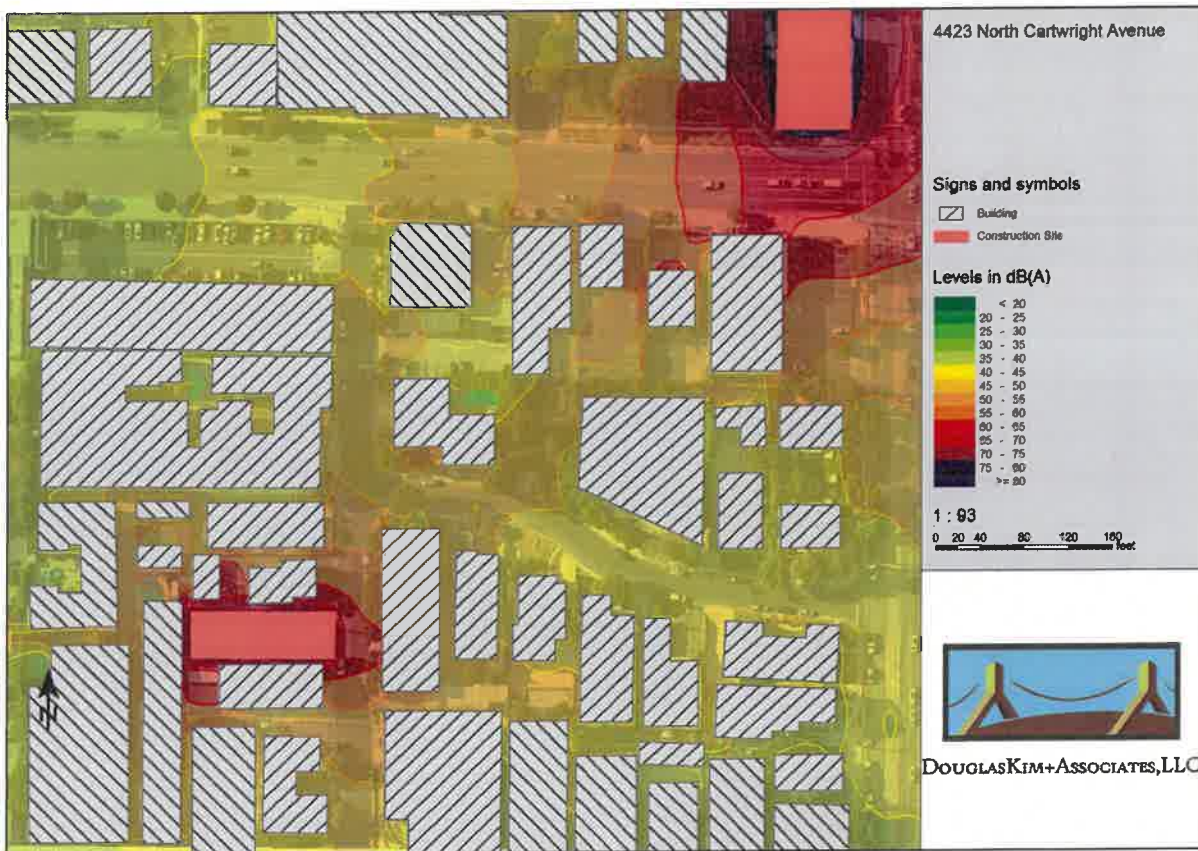 4423 North Cartwright Avenue
Signs and symbols
Building
Construction Site
Levels in dB(A)
< 20
20 - 25
25 - 30
30 - 35
35 - 40
40 - 45
45 - 50
50 - 55
55 - 60
60 - 65
65 - 70
70 - 75
75 - 80
>= 80
1 : 93
0 20 40 80 120 160
feet
N
DOUGLASKIM+ASSOCIATES,LLC